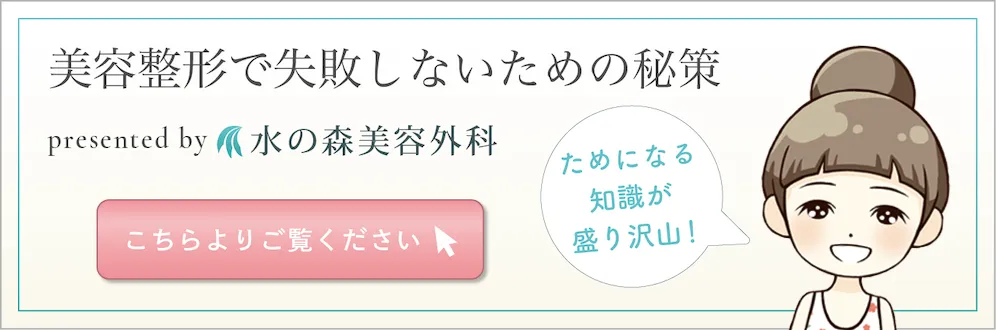 美容整形で失敗しないための秘策
presented by 水の森美容外科
ためになる
知識が
盛り沢山!
こちらよりご覧ください